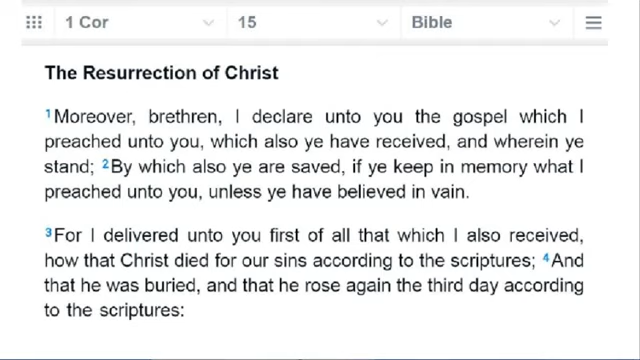 1 Cor 15 Bible
The Resurrection of Christ
1Moreover, brethren, I declare unto you the gospel which I
preached unto you, which also ye have received, and wherein ye
stand; 2By which also ye are saved, if ye keep in memory what I
preached unto you, unless ye have believed in vain.
3For I delivered unto you first of all that which I also received,
how that Christ died for our sins according to the scriptures; 4And
that he was buried, and that he rose again the third day according
to the scriptures: